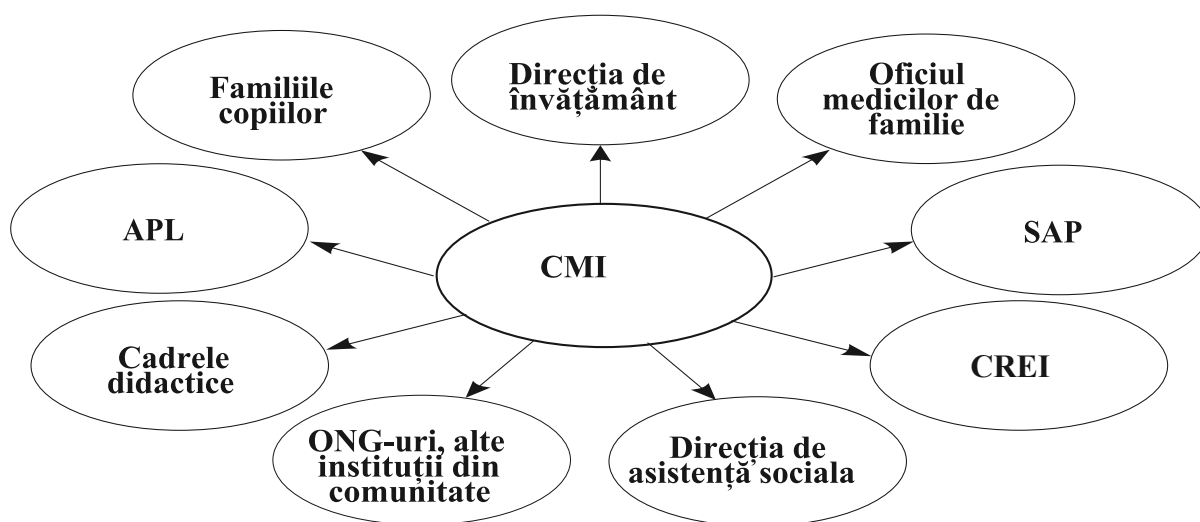 Familiile
copiilor
Direcția de
învățământ
Oficiul
medicilor de
familie
APL
CMI
SAP
Cadrele
didactice
CREI
ONG-uri, alte
instituții din
comunitate
Direcția de
asistență sociala